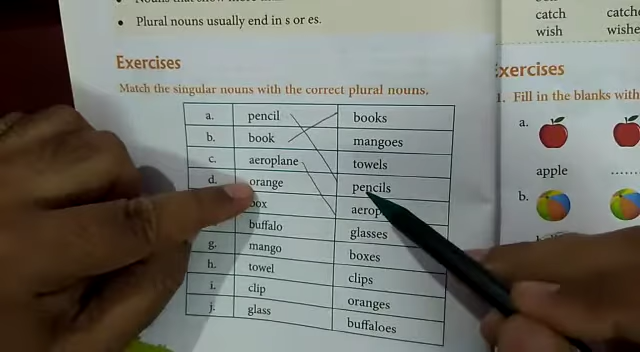 • Plural nouns usually end in s or es.
Exercises
Match the singular nouns with the correct plural nouns.
a. pencil books
b. book mangoes
c. aeroplane towels
d. orange pencils
box
buffalo glasses
g. mango boxes
h. towel clips
i. clip oranges
j. glass buffaloes
catch
wish
xercises
1. Fill in the blanks with
a.
apple ......
b.